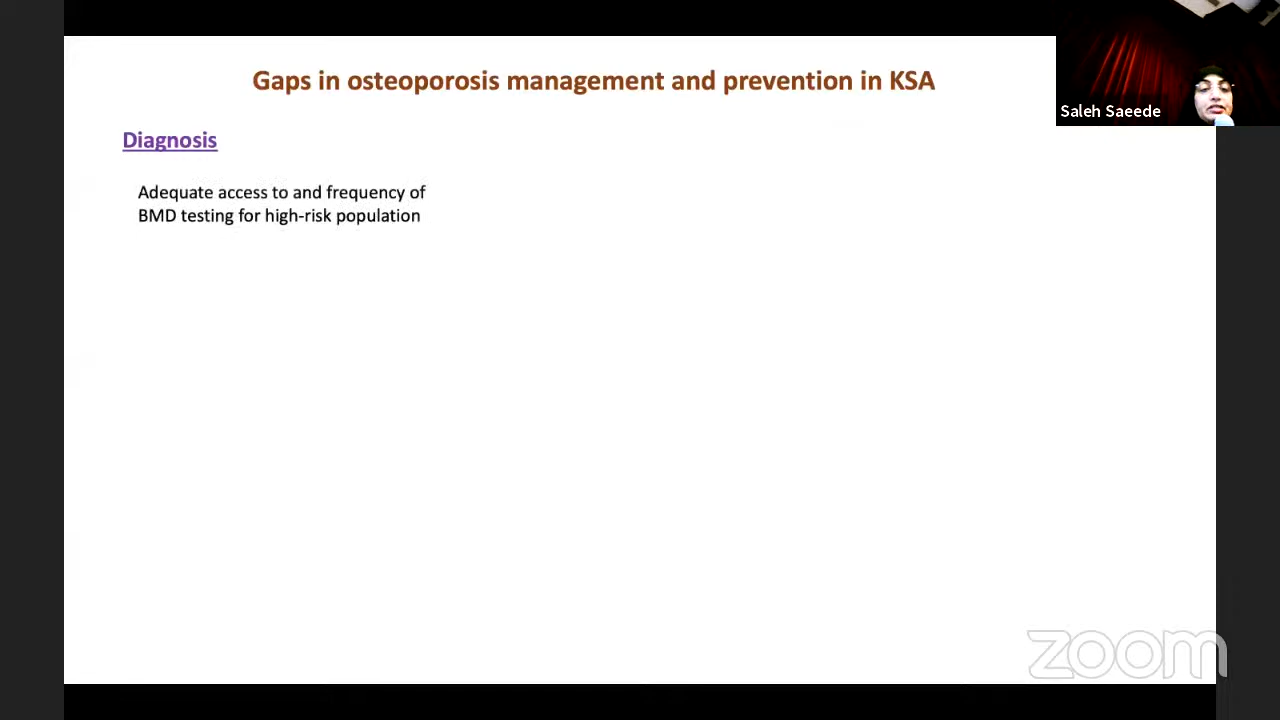 Gaps in osteoporosis management and prevention in KSA
Saleh Saeede
Diagnosis
Adequate access to and frequency of
BMD testing for high-risk population
zoom